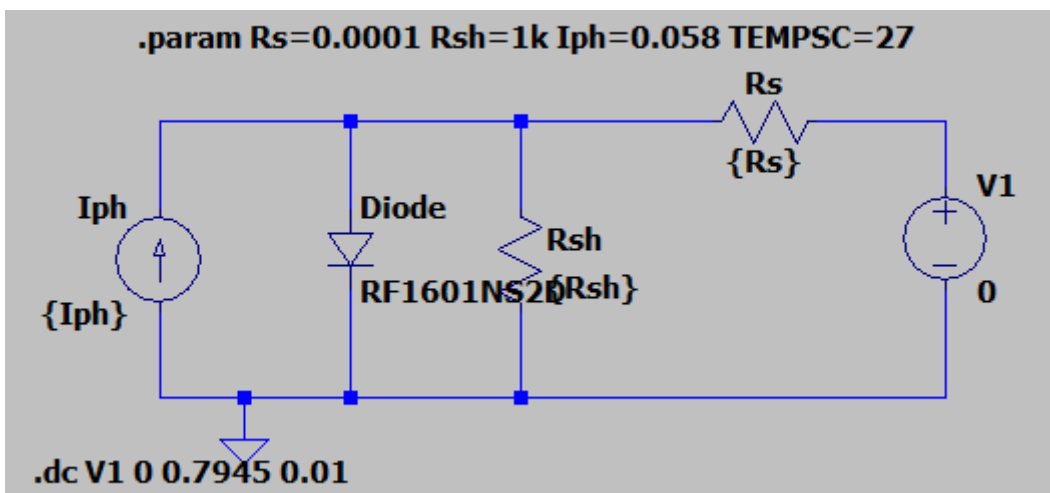 .param Rs=0.0001 Rsh=1k Iph=0.058 TEMPSC=27
Rs
{Rs}
V1
0
Iph
{Iph}
Diode
RF1601NS2D
Rsh
{Rsh}
.dc V1 0 0.7945 0.01